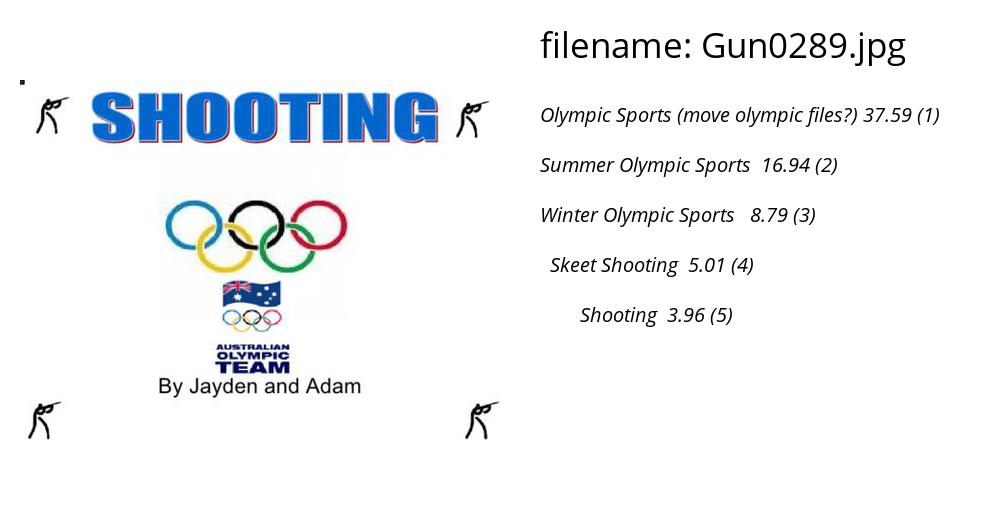 SHOOTING
AUSTRALIAN
OLYMPIC
TEAM
By Jayden and Adam
filename: Gun0289.jpg
Olympic Sports (move olympic files?) 37.59 (1)
Summer Olympic Sports 16.94 (2)
Winter Olympic Sports 8.79 (3)
Skeet Shooting 5.01 (4)
Shooting 3.96 (5)